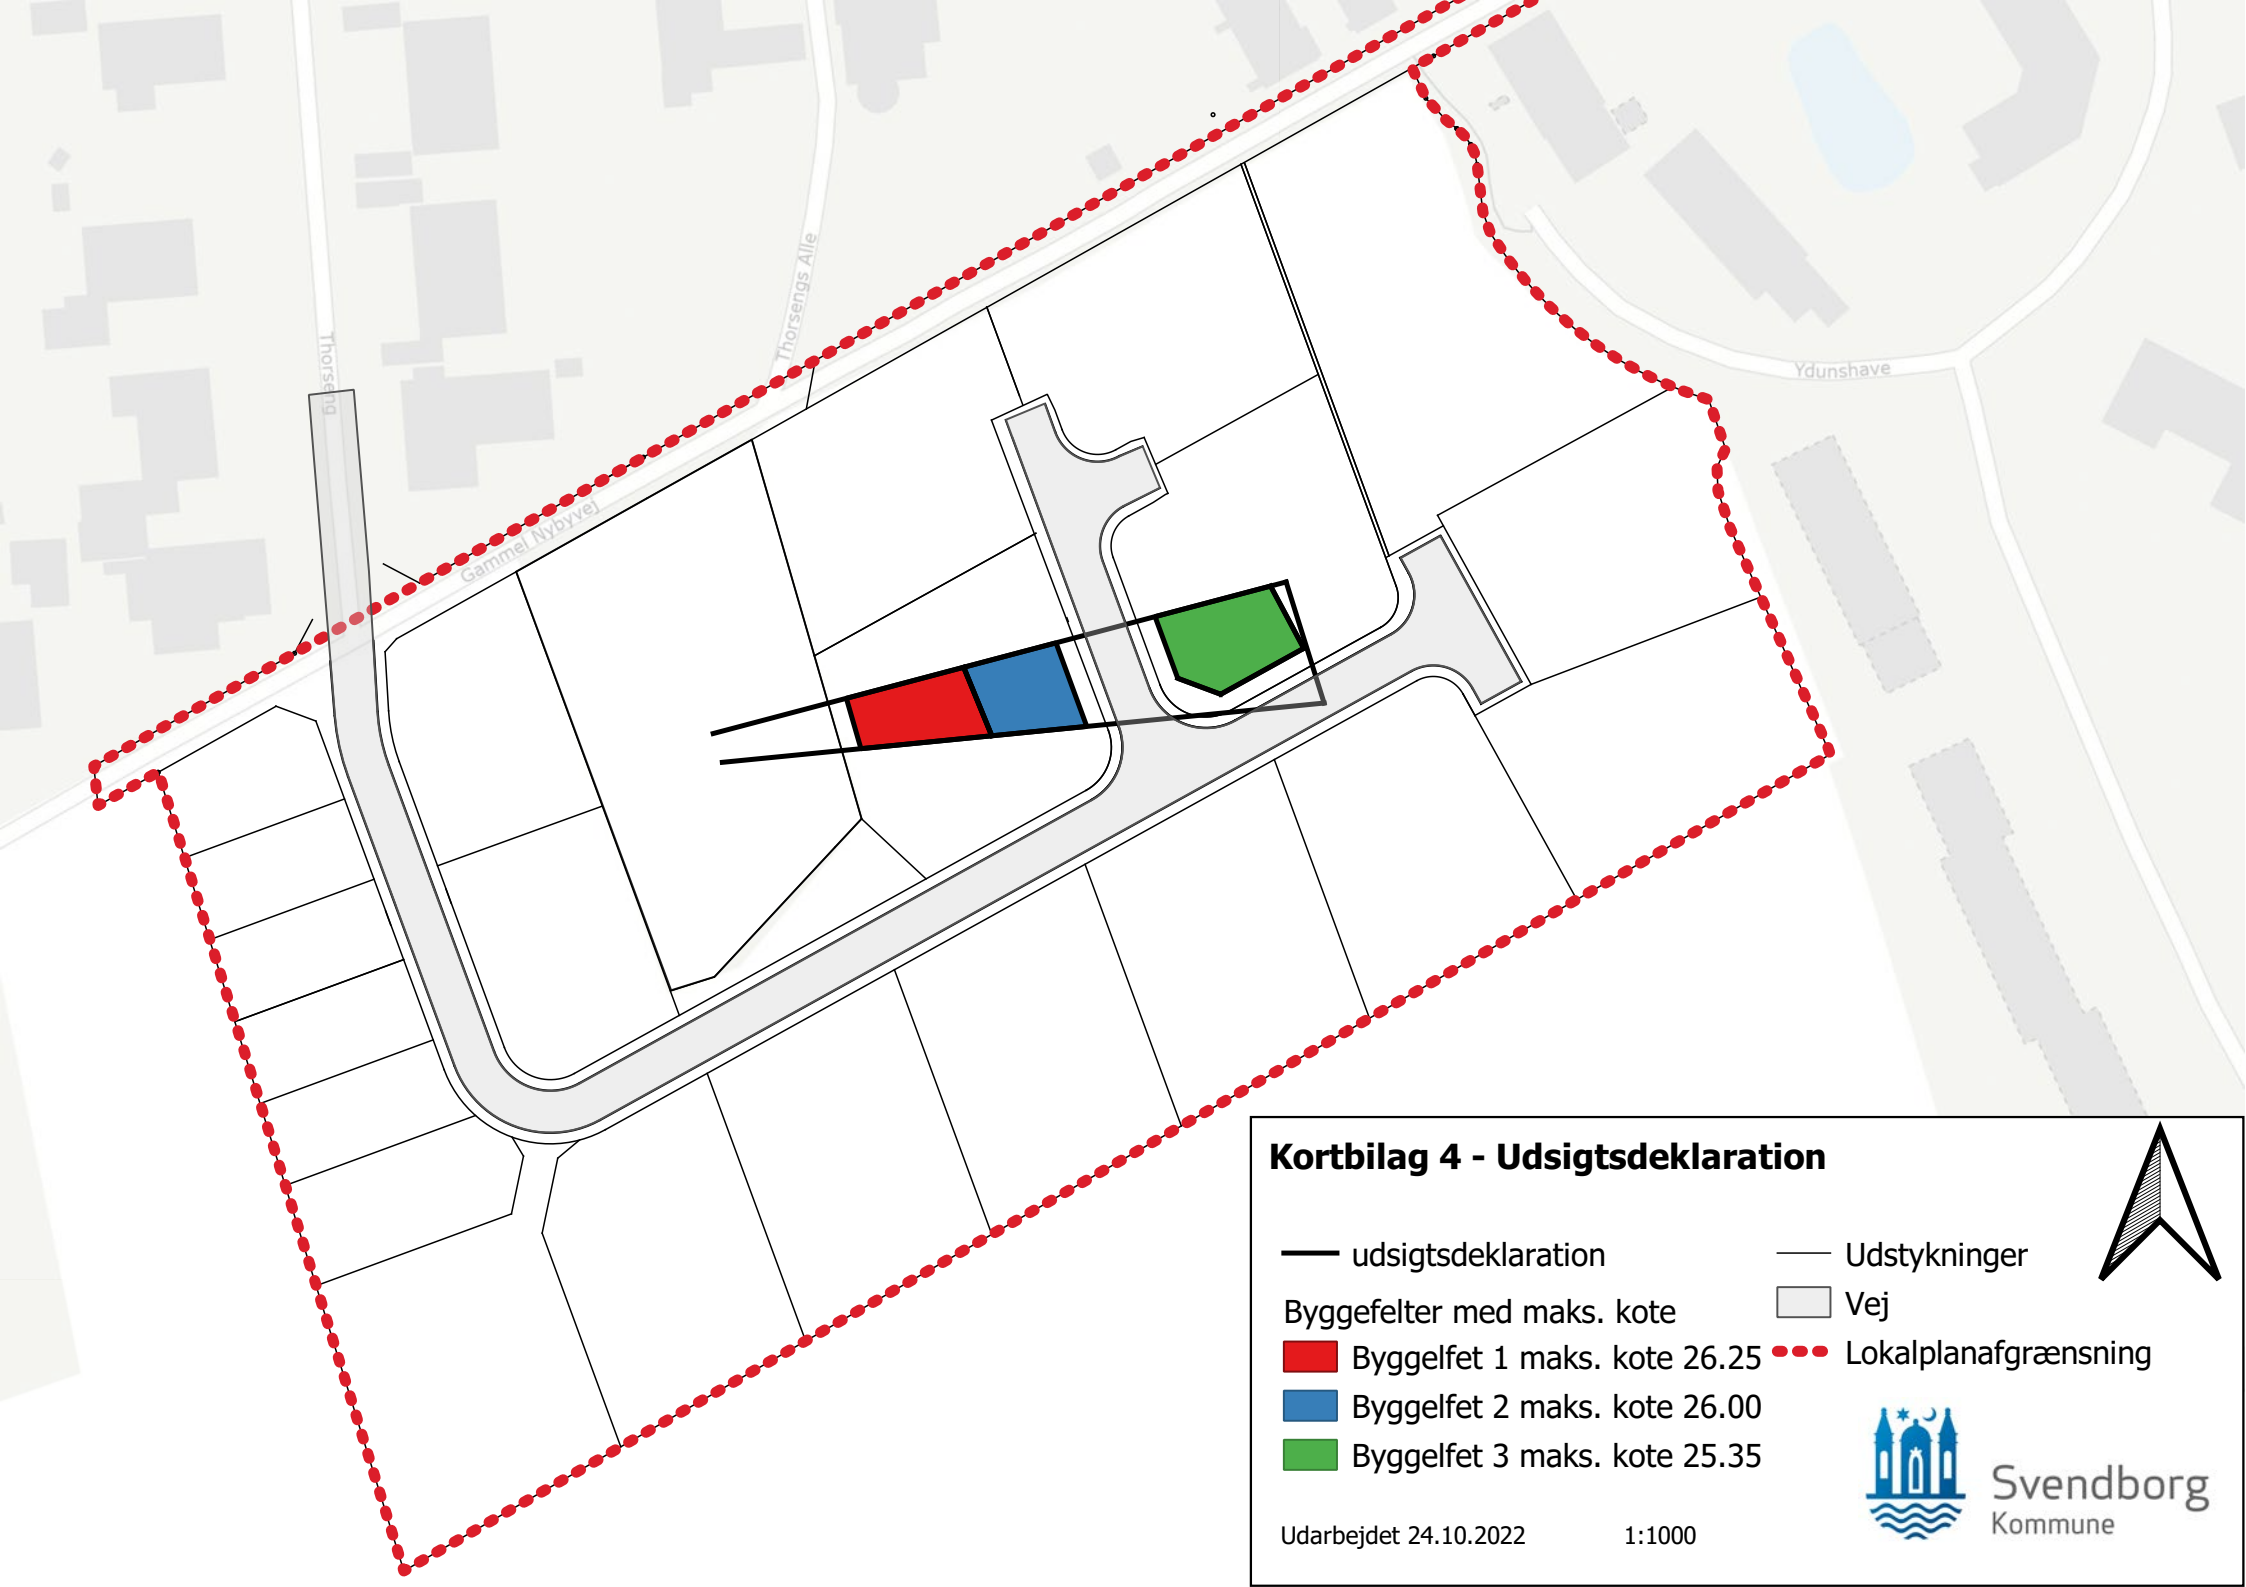 Thorseng
Thorsengs Alle
Gammel Nybyvej
Ydunshave
Kortbilag 4 - Udsigtsdeklaration
udsigtsdeklaration
Byggefelter med maks. kote
Byggelfet 1 maks. kote 26.25
Byggelfet 2 maks. kote 26.00
Byggelfet 3 maks. kote 25.35
Udstykninger
Vej
Lokalplanafgrænsning
Udarbejdet 24.10.2022 1:1000
Svendborg
Kommune